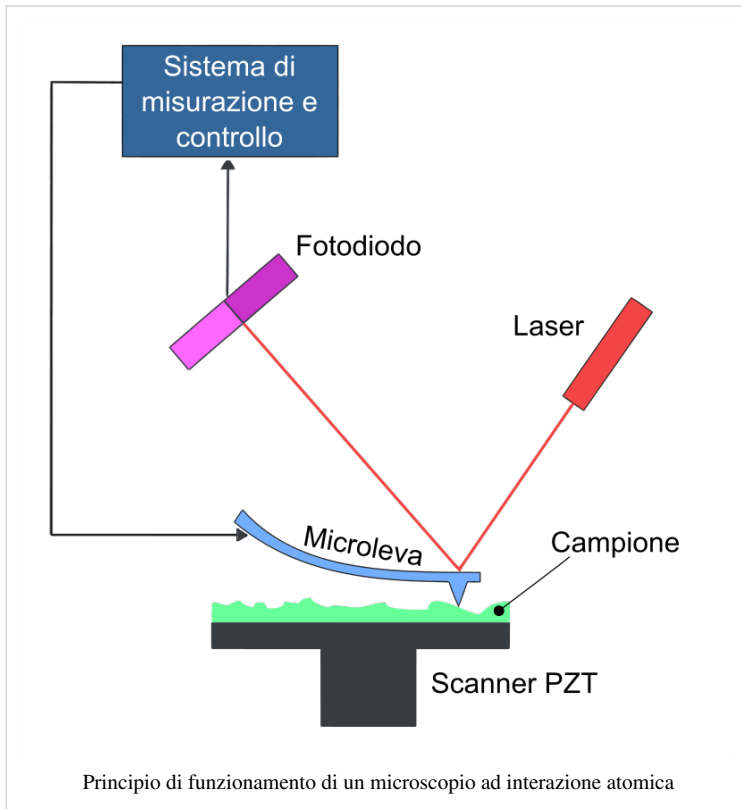 Sistema di
misurazione e
controllo
Fotodiodo
Laser
Microleva
Campione
Scanner PZT
Principio di funzionamento di un microscopio ad interazione atomica